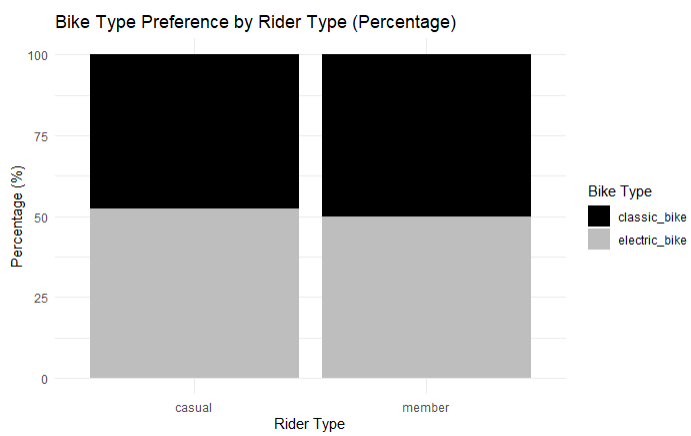 Bike Type Preference by Rider Type (Percentage)
100
75
50
25
0
Percentage (%)
casual
member
Rider Type
Bike Type
classic_bike
electric_bike